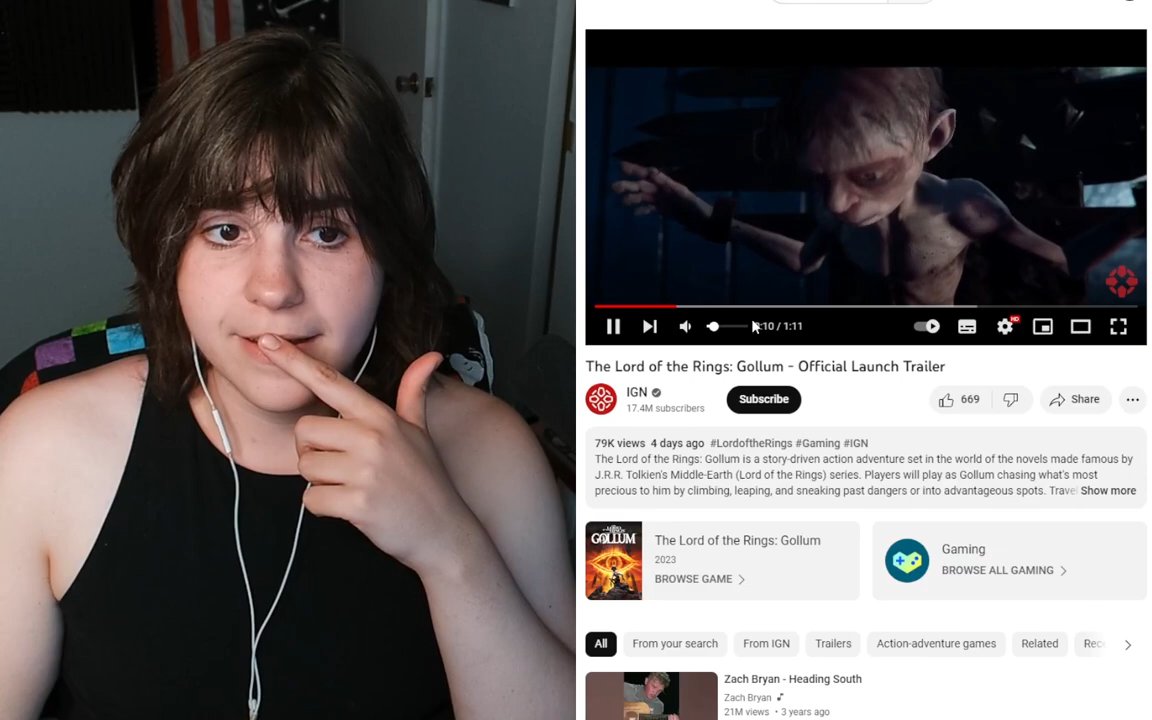 0:10 / 1:11
HD
The Lord of the Rings: Gollum - Official Launch Trailer
IGN
17.4M subscribers
Subscribe
669
Share
79K views 4 days ago #LordoftheRings #Gaming #IGN
The Lord of the Rings: Gollum is a story-driven action adventure set in the world of the novels made famous by
J.R.R. Tolkien's Middle-Earth (Lord of the Rings) series. Players will play as Gollum chasing what's most
precious to him by climbing, leaping, and sneaking past dangers or into advantageous spots. Travel Show more
GOLLUM
The Lord of the Rings: Gollum
2023
BROWSE GAME
Gaming
BROWSE ALL GAMING
All
From your search
From IGN
Trailers
Action-adventure games
Related
Rece
Zach Bryan - Heading South
Zach Bryan
21M views • 3 years ago